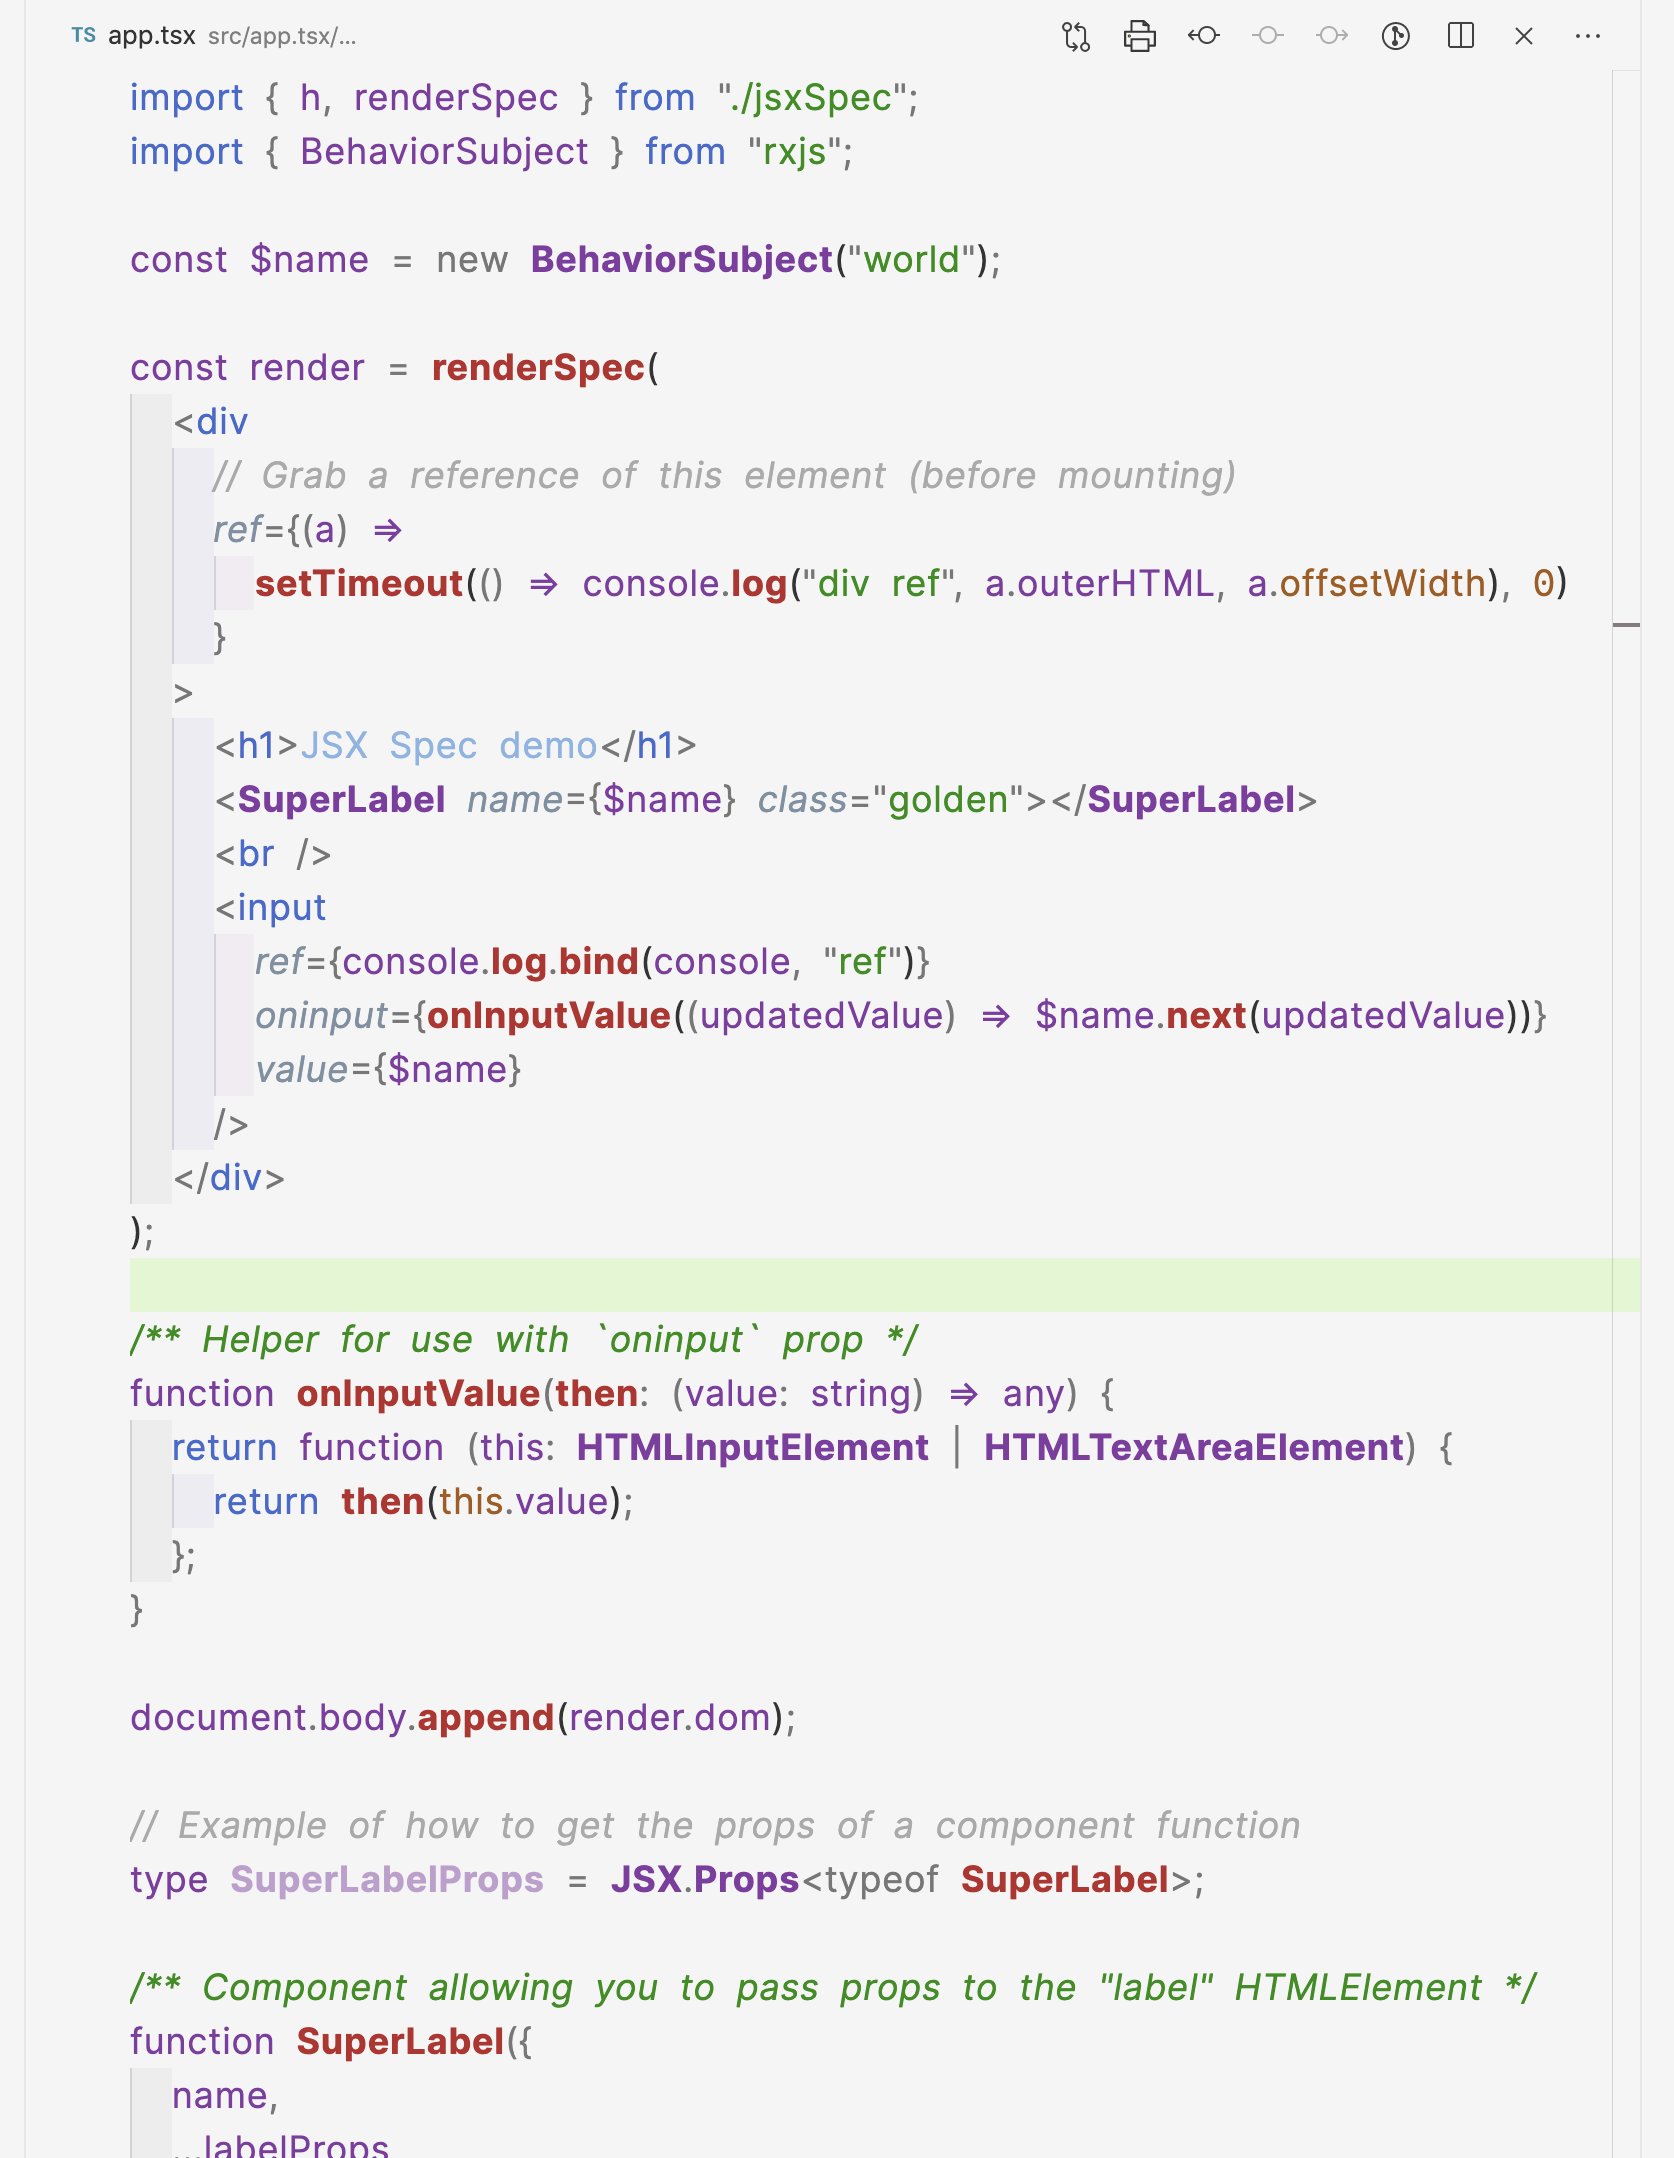 TS app.tsx src/app.tsx/...
import { h, renderSpec } from "./jsxSpec";
import { BehaviorSubject } from "rxjs";
const $name = new BehaviorSubject("world");
const render = renderSpec(
<div
// Grab a reference of this element (before mounting)
ref={(a) ⇒
setTimeout(() ⇒ console.log("div ref", a.outerHTML, a.offsetWidth), 0)
}
>
<h1>JSX Spec demo</h1>
<SuperLabel name={$name} class="golden"></SuperLabel>
<br />
<input
ref={console.log.bind(console, "ref")}
oninput={onInputValue((updatedValue) ⇒ $name.next(updatedValue))}
value={$name}
/>
</div>
);
/** Helper for use with `oninput` prop */
function onInputValue(then: (value: string) ⇒ any) {
return function (this: HTMLInputElement | HTMLTextAreaElement) {
return then(this.value);
};
}
document.body.append(render.dom);
// Example of how to get the props of a component function
type SuperLabelProps = JSX.Props<typeof SuperLabel>;
/** Component allowing you to pass props to the "label" HTMLElement */
function SuperLabel({
name,
...labelProps